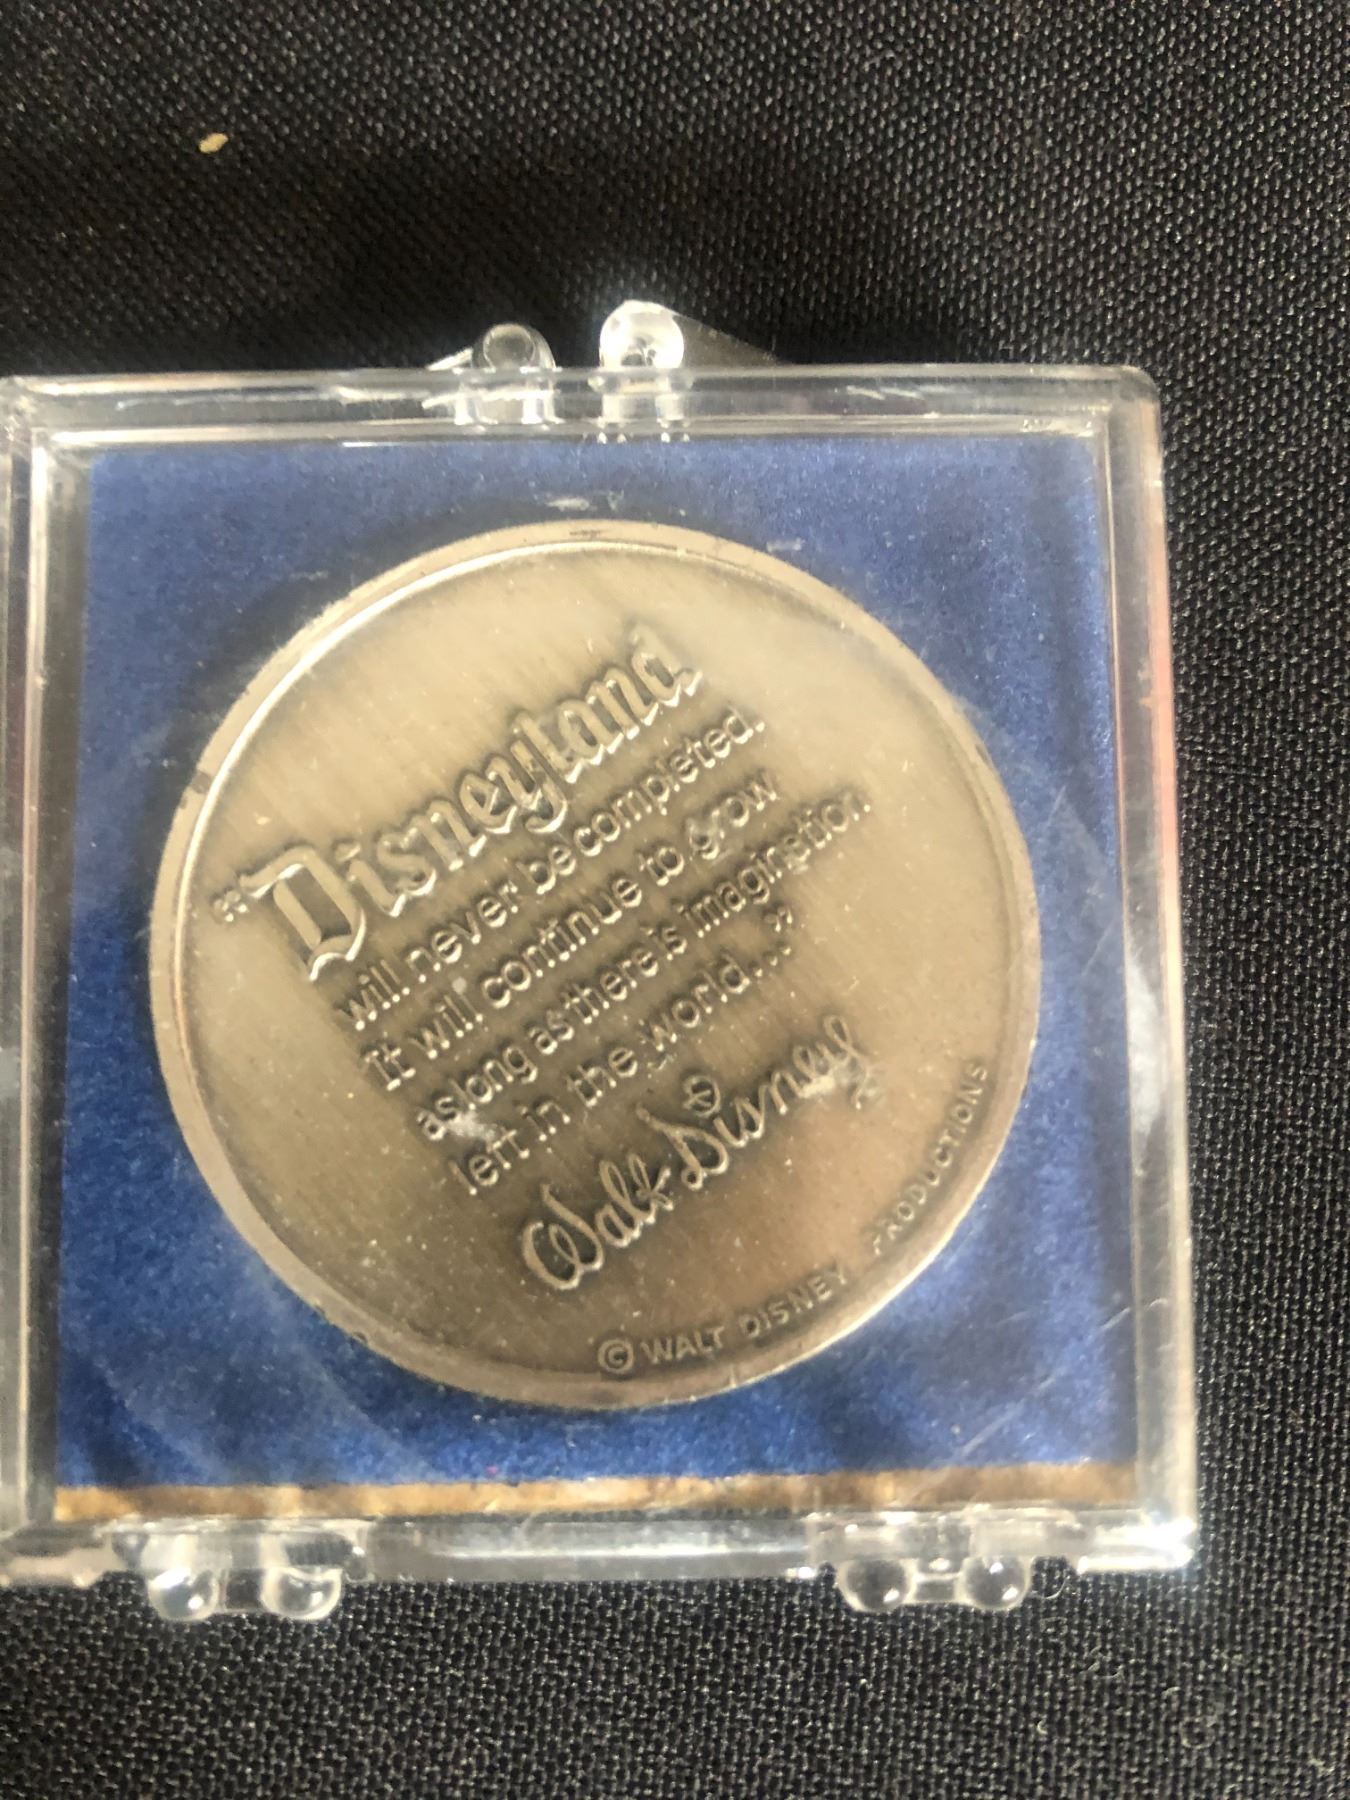 “Disneyland
will never be completed.
It will continue to grow
as long as there is imagination
left in the world...”
Walt Disney
© WALT DISNEY PRODUCTIONS